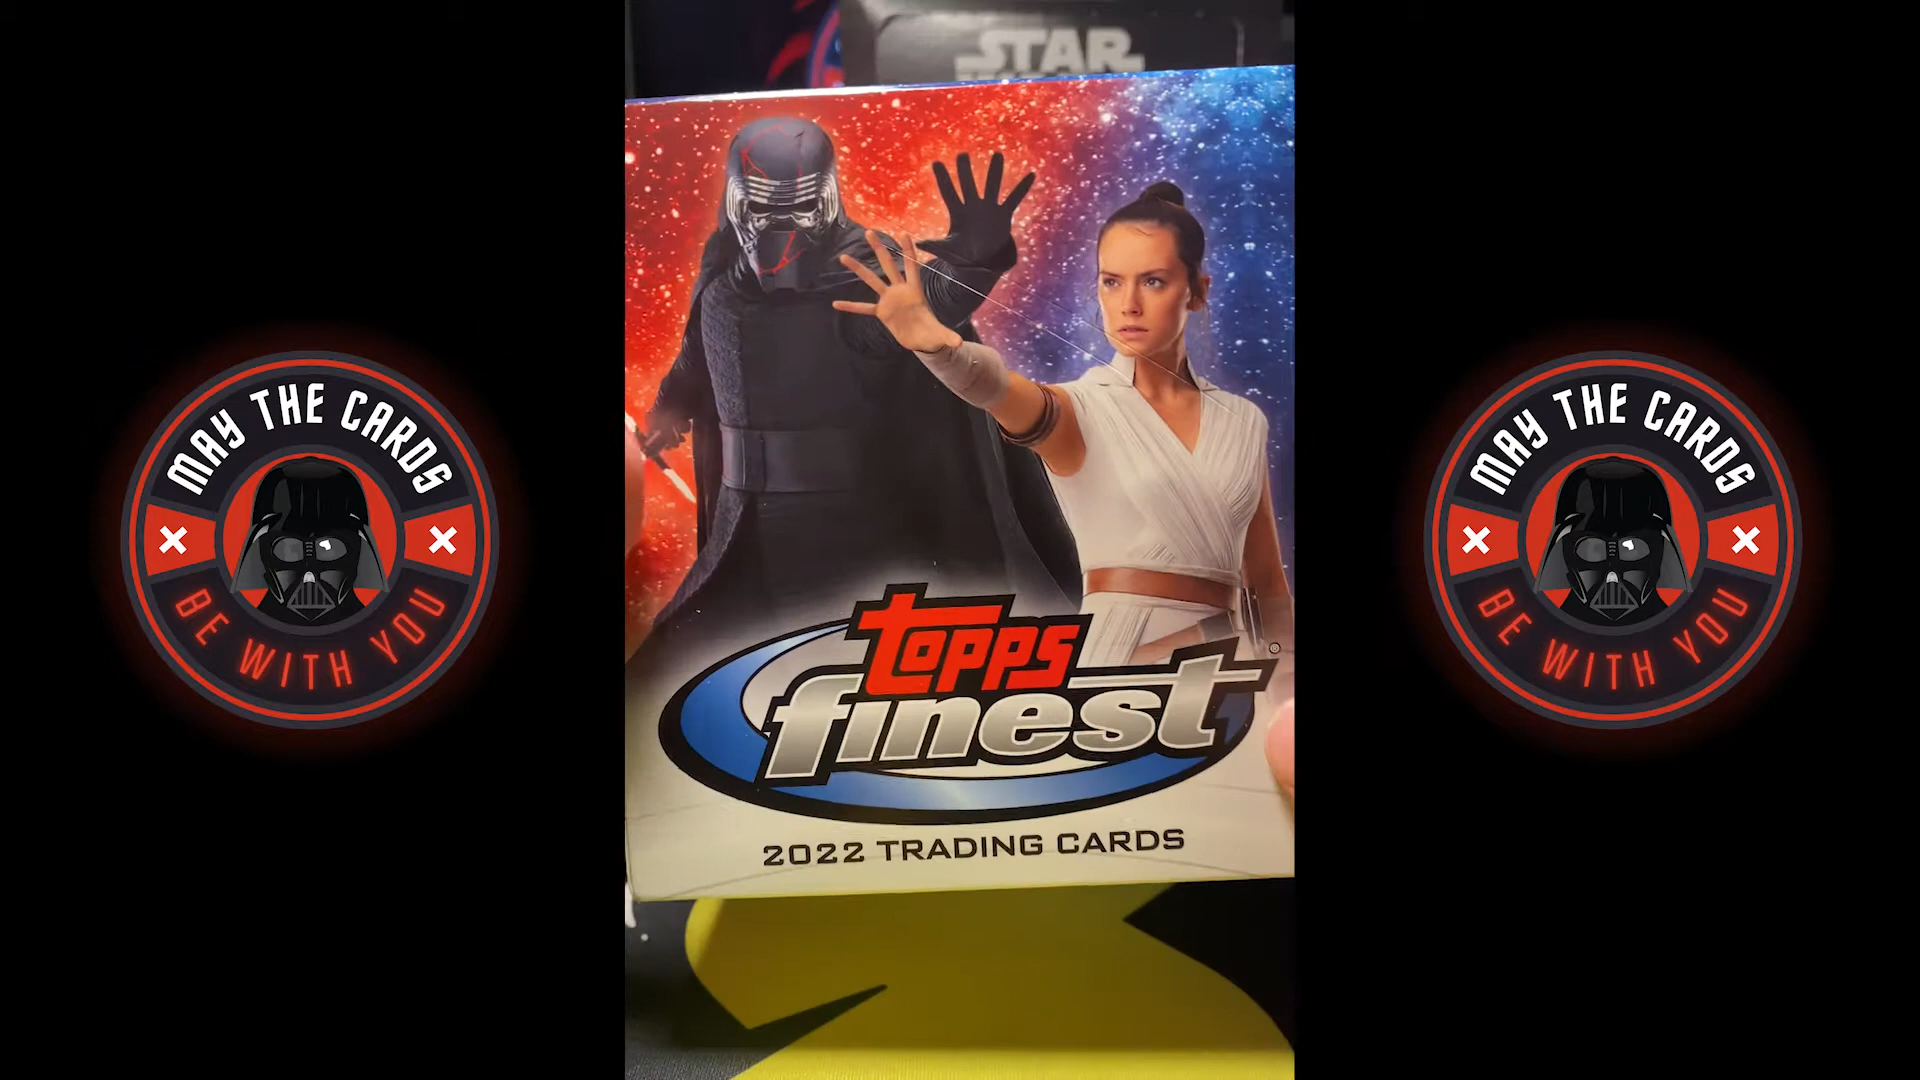 MAY THE CARDS
BE WITH YOU
STAR
topps
finest
®
2022 TRADING CARDS
MAY THE CARDS
BE WITH YOU